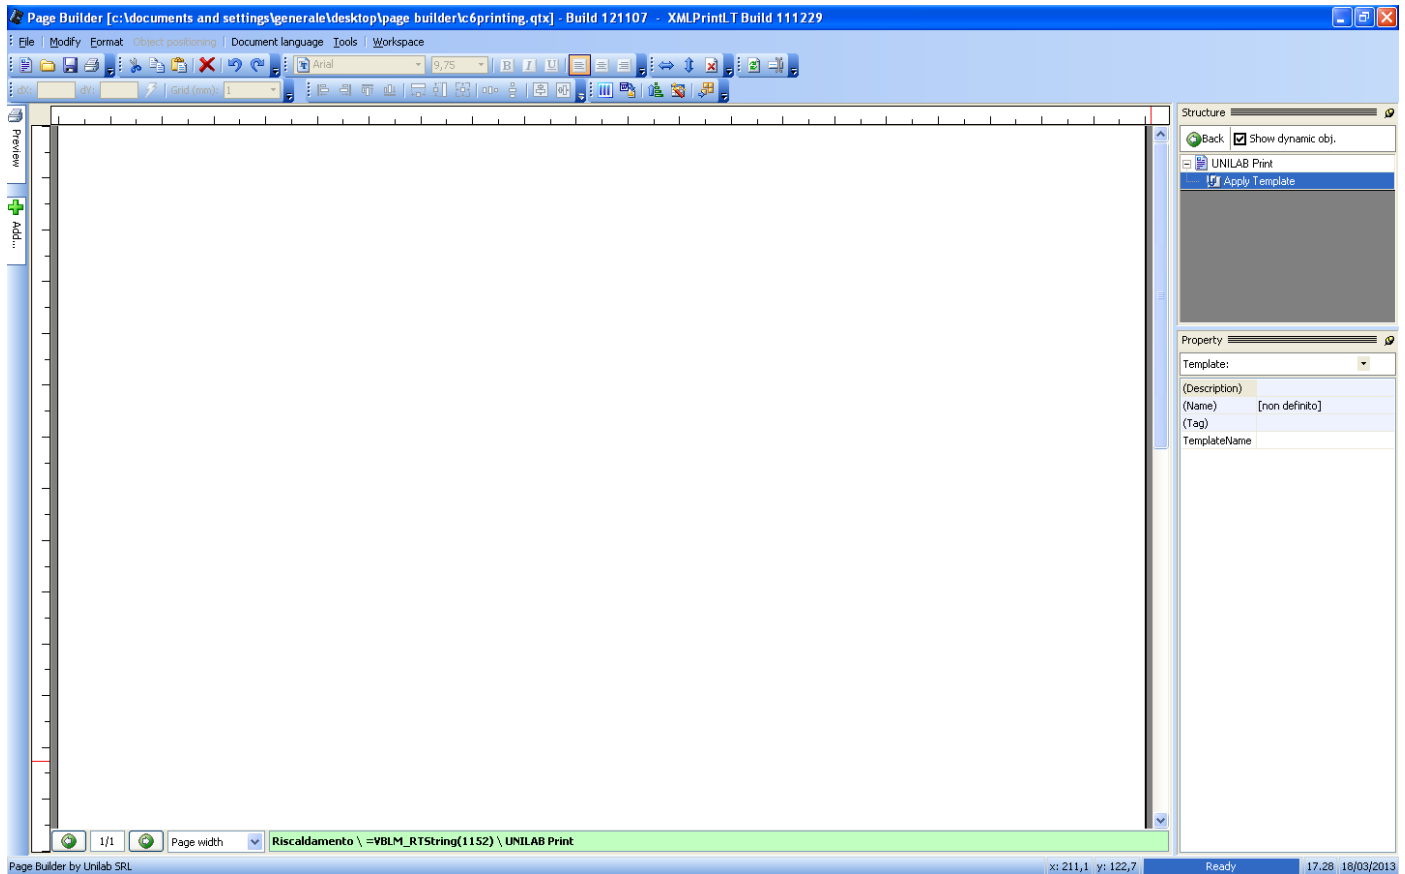 Page Builder [c:\documents and settings\generale\desktop\page builder\c6printing.qtx] - Build 121107 - XMLPrintLT Build 111229
File Modify Format Object positioning Document language Tools Workspace
Arial 9,75 B I U
dX: dY: Grid (mm): 1
Preview
Add...
Structure
Back Show dynamic obj.
UNILAB Print
Apply Template
Property
Template:
(Description)
(Name) [non definito]
(Tag)
TemplateName
1/1 Page width Riscaldamento \ =VBLM_RTString(1152) \ UNILAB Print
Page Builder by Unilab SRL x: 211,1 y: 122,7 Ready 17.28 18/03/2013